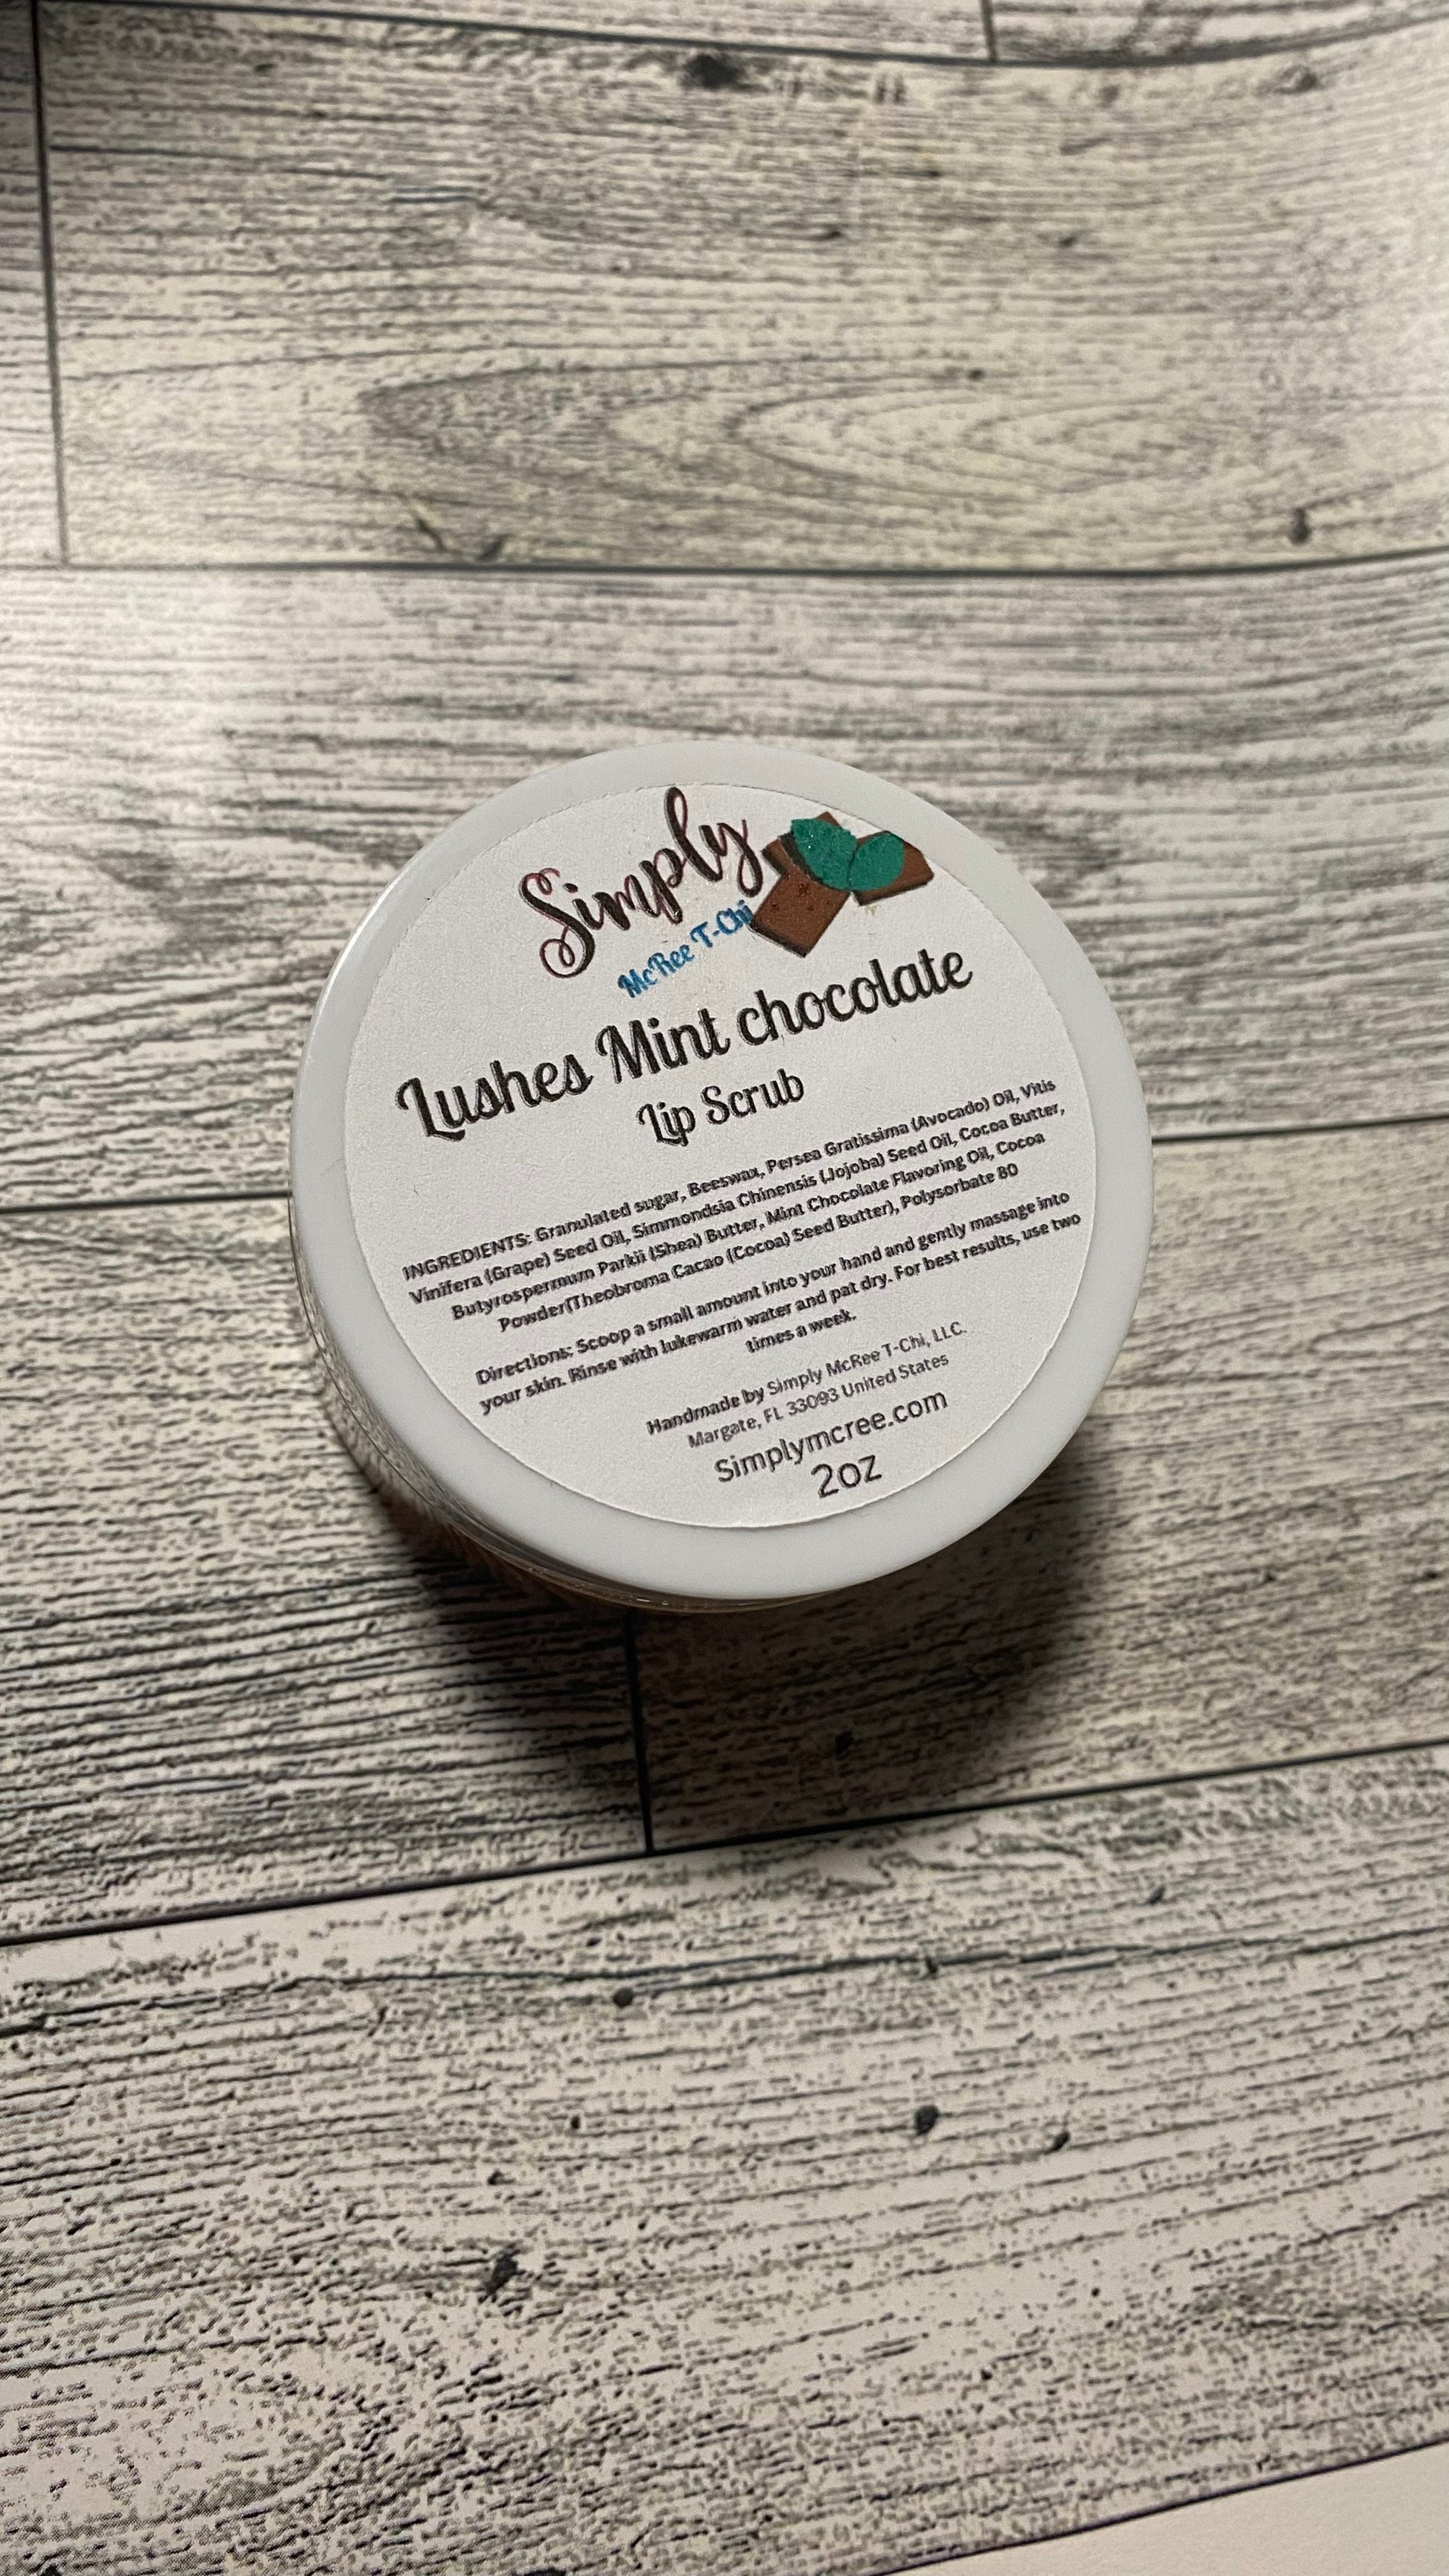 Simply
McRee T-Chi
Lushes Mint chocolate
Lip Scrub
INGREDIENTS: Granulated sugar, Beeswax, Persea Gratissima (Avocado) Oil, Vitis
Vinifera (Grape) Seed Oil, Simmondsia Chinensis (Jojoba) Seed Oil, Cocoa Butter,
Butyrospermum Parkii (Shea) Butter, Mint Chocolate Flavoring Oil, Cocoa
Powder(Theobroma Cacao (Cocoa) Seed Butter), Polysorbate 80
Directions: Scoop a small amount into your hand and gently massage into
your skin. Rinse with lukewarm water and pat dry. For best results, use two
times a week.
Handmade by Simply McRee T-Chi, LLC.
Margate, FL 33093 United States
Simplymcree.com
2oz